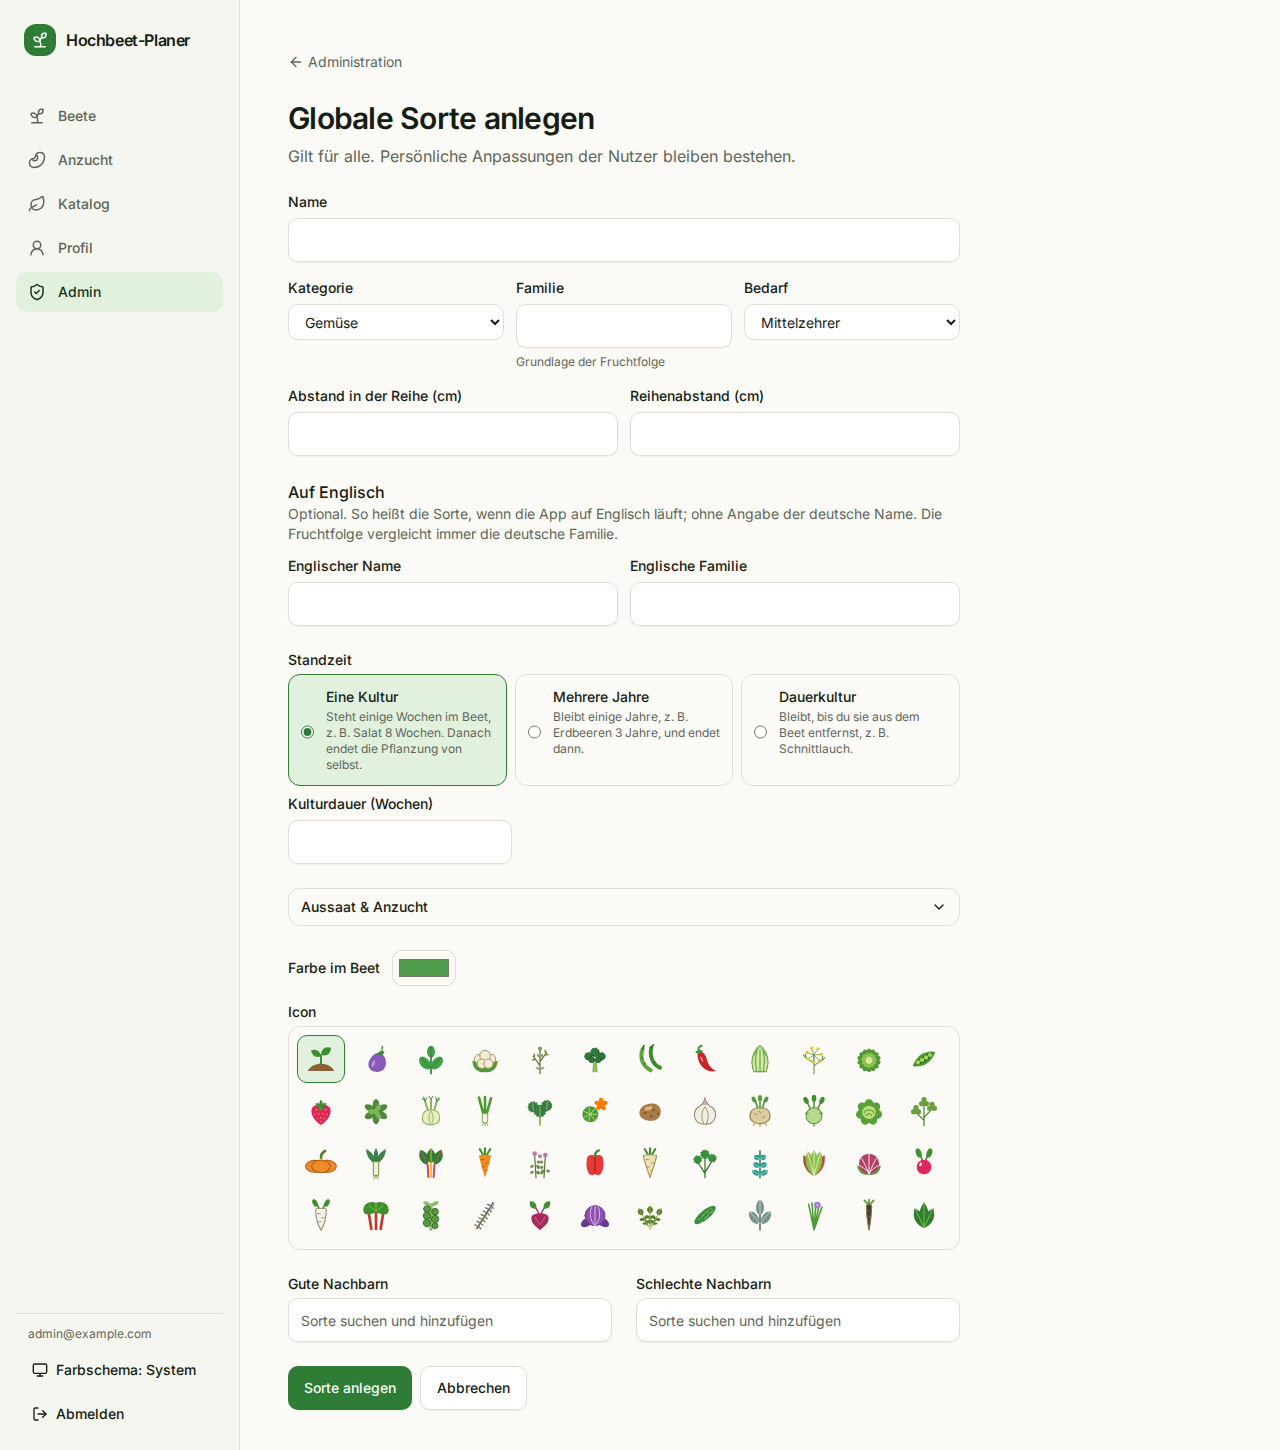 Hochbeet-Planer
Beete
Anzucht
Katalog
Profil
Admin
admin@example.com
Farbschema: System
Abmelden
Administration
Globale Sorte anlegen
Gilt für alle. Persönliche Anpassungen der Nutzer bleiben bestehen.
Name
Kategorie
Familie
Bedarf
Gemüse
Mittelzehrer
Grundlage der Fruchtfolge
Abstand in der Reihe (cm)
Reihenabstand (cm)
Auf Englisch
Optional. So heißt die Sorte, wenn die App auf Englisch läuft; ohne Angabe der deutsche Name. Die
Fruchtfolge vergleicht immer die deutsche Familie.
Englischer Name
Englische Familie
Standzeit
Eine Kultur
Steht einige Wochen im Beet,
z. B. Salat 8 Wochen. Danach
endet die Pflanzung von
selbst.
Mehrere Jahre
Bleibt einige Jahre, z. B.
Erdbeeren 3 Jahre, und endet
dann.
Dauerkultur
Bleibt, bis du sie aus dem
Beet entfernst, z. B.
Schnittlauch.
Kulturdauer (Wochen)
Aussaat & Anzucht
Farbe im Beet
Icon
Gute Nachbarn
Schlechte Nachbarn
Sorte suchen und hinzufügen
Sorte suchen und hinzufügen
Sorte anlegen
Abbrechen